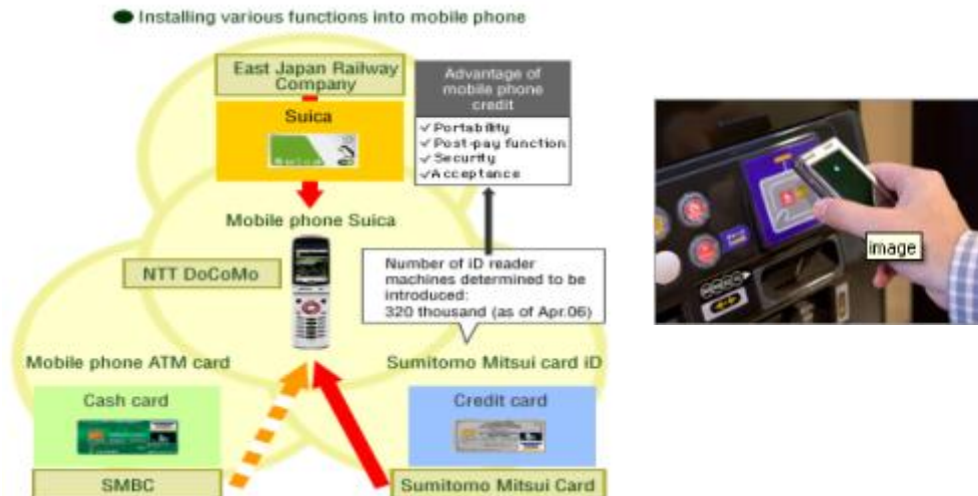 Installing various functions into mobile phone
East Japan Railway
Company
Suica
Advantage of
mobile phone
credit
✓Portability
✓Post-pay function
✓Security
✓Acceptance
Mobile phone Suica
NTT DoCoMo
Number of iD reader
machines determined to be
introduced:
320 thousand (as of Apr.06)
Mobile phone ATM card
Cash card
SMBC
Sumitomo Mitsui card iD
Credit card
Sumitomo Mitsui Card
image